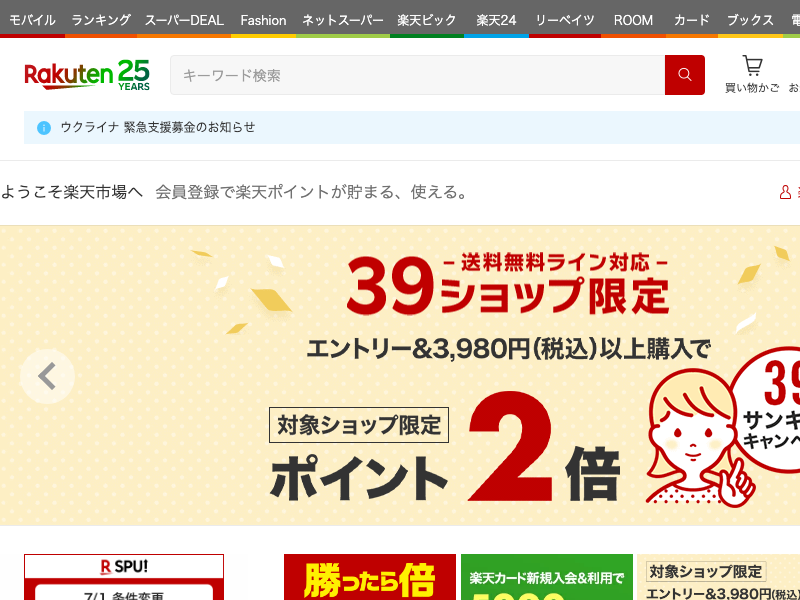 モバイル ランキング スーパーDEAL Fashion ネットスーパー 楽天ビック 楽天24 リーベイツ ROOM カード ブックス
Rakuten 25 YEARS
キーワード検索
買い物かご お
ウクライナ 緊急支援募金のお知らせ
ようこそ楽天市場へ 会員登録で楽天ポイントが貯まる、使える。
－送料無料ライン対応－
39ショップ限定
エントリー&3,980円(税込)以上購入で
対象ショップ限定
ポイント2倍
39
サンキ
キャンペ
R SPU!
7/1 条件変更
勝ったら倍
楽天カード新規入会&利用で
5000
対象ショップ限定
エントリー&3,980円(税込)